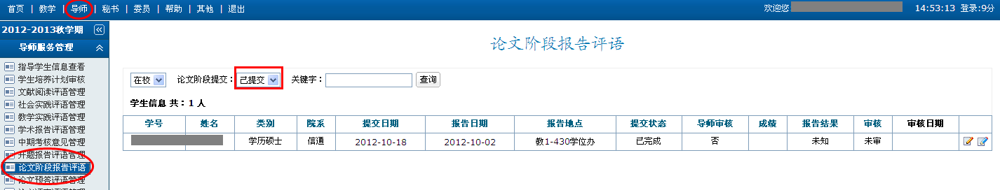 首页 | 教学 | 导师 | 秘书 | 委员 | 帮助 | 其他 | 退出
欢迎您 14:53:13 登录:9分
2012-2013秋学期
导师服务管理
指导学生信息查看
学生培养计划审核
文献阅读评语管理
社会实践评语管理
教学实践评语管理
学术报告评语管理
中期考核意见管理
开题报告评语管理
论文阶段报告评语
论文预答评语管理
论文阶段报告评语
在校 论文阶段提交：已提交 关键字： 查询
学生信息 共：1 人
学号 姓名 类别 院系 提交日期 报告日期 报告地点 提交状态 导师审核 成绩 报告结果 审核 审核日期
学历硕士 信通 2012-10-18 2012-10-02 教1-430学位办 已完成 否 未知 未审